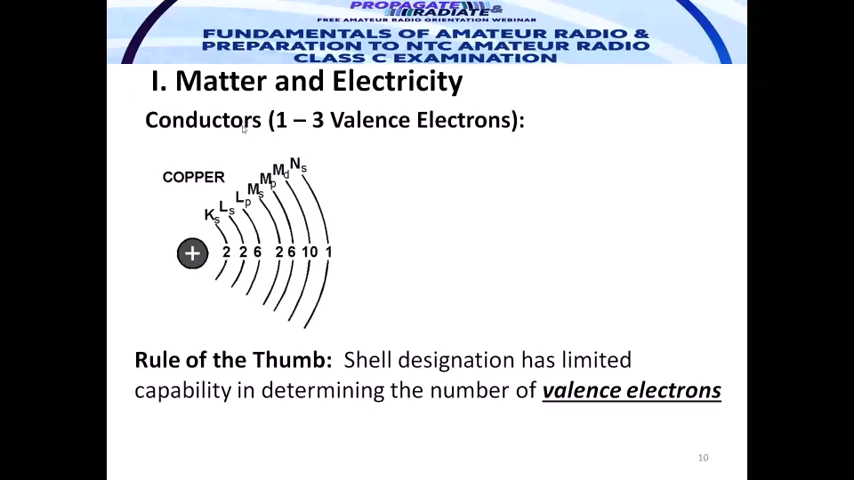 PROPAGATE &
RADIATE
FREE AMATEUR RADIO ORIENTATION WEBINAR
FUNDAMENTALS OF AMATEUR RADIO &
PREPARATION TO NTC AMATEUR RADIO
CLASS C EXAMINATION
I. Matter and Electricity
Conductors (1 – 3 Valence Electrons):
COPPER
Ks Ls Lp Ms Mp Md Ns
+ 2 2 6 2 6 10 1
Rule of the Thumb: Shell designation has limited
capability in determining the number of valence electrons
10